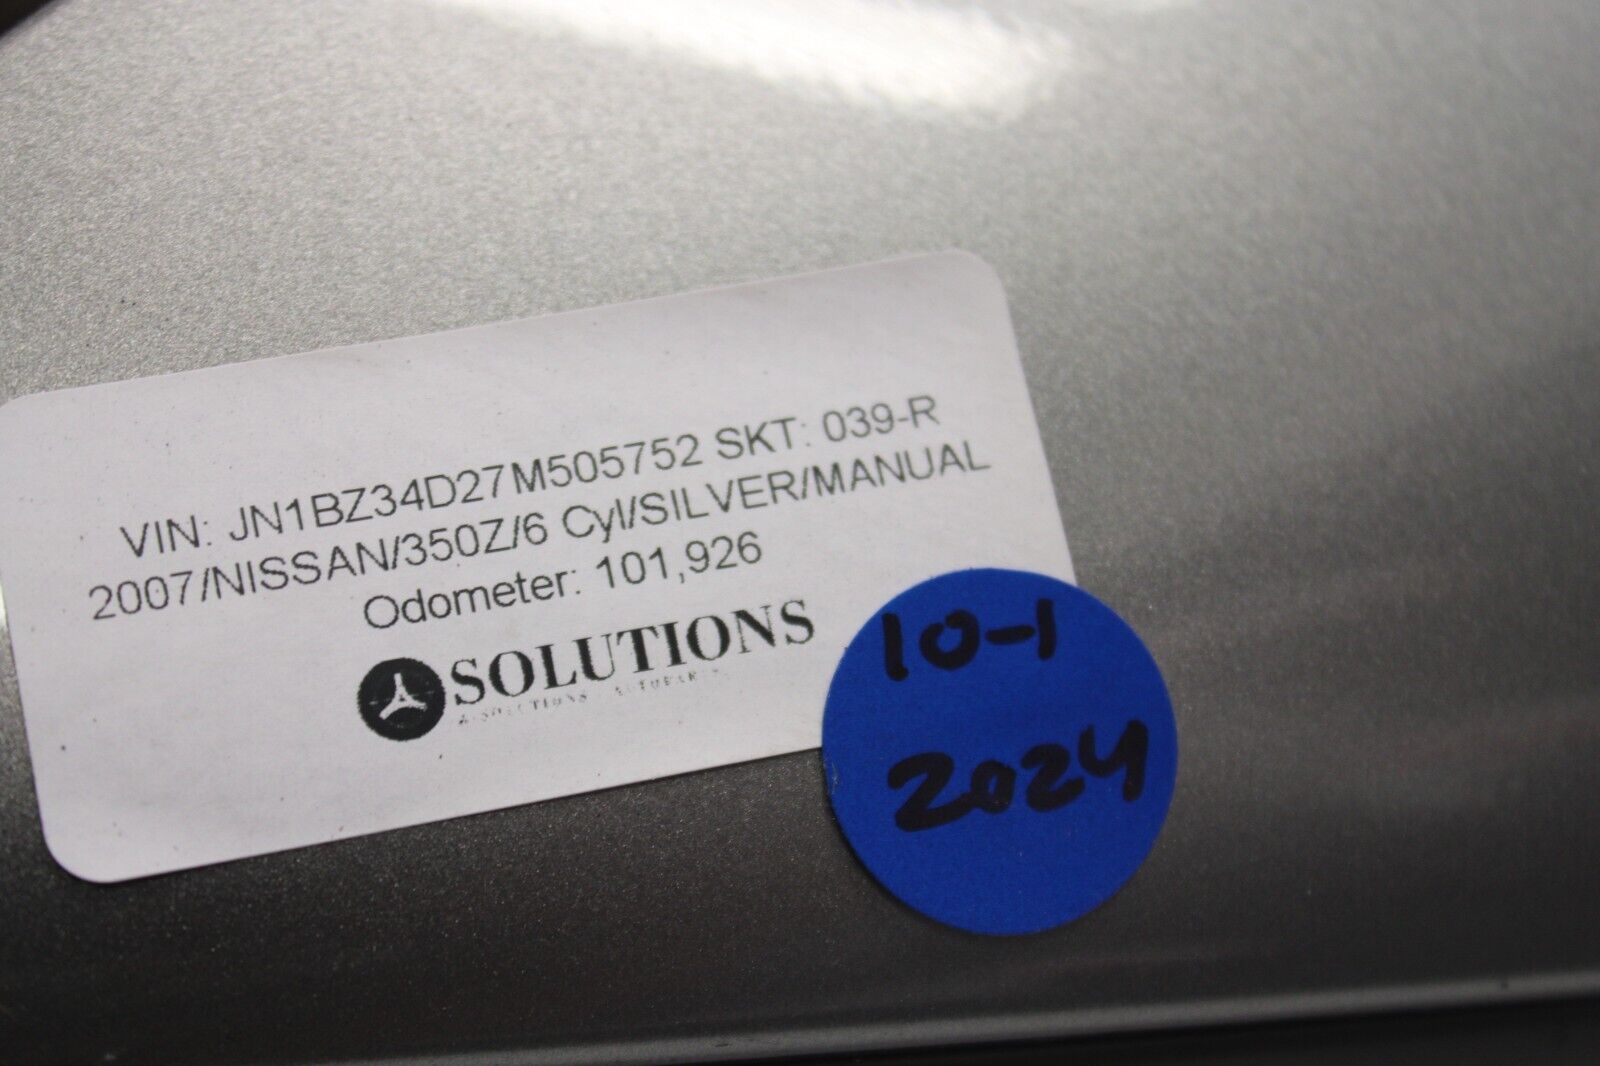 VIN: JN1BZ34D27M505752 SKT: 039-R
2007/NISSAN/350Z/6 Cyl/SILVER/MANUAL
Odometer: 101,926
SOLUTIONS
10-1
2024